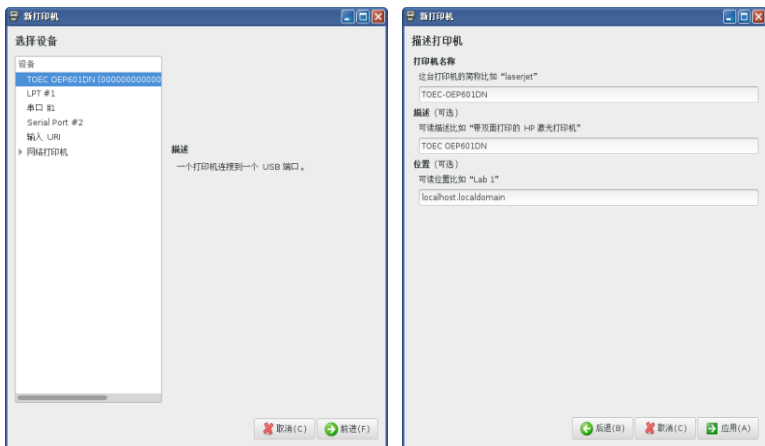 新打印机
选择设备
设备
TOEC OEP601DN (000000000000
LPT #1
串口 #1
Serial Port #2
输入 URI
网络打印机
描述
一个打印机连接到一个 USB 端口。
取消(C)
前进(F)
新打印机
描述打印机
打印机名称
这台打印机的简称比如 “laserjet”
TOEC-OEP601DN
描述 (可选)
可读描述比如 “带双面打印的 HP 激光打印机”
TOEC OEP601DN
位置 (可选)
可读位置比如 “Lab 1”
localhost.localdomain
后退(B)
取消(C)
应用(A)